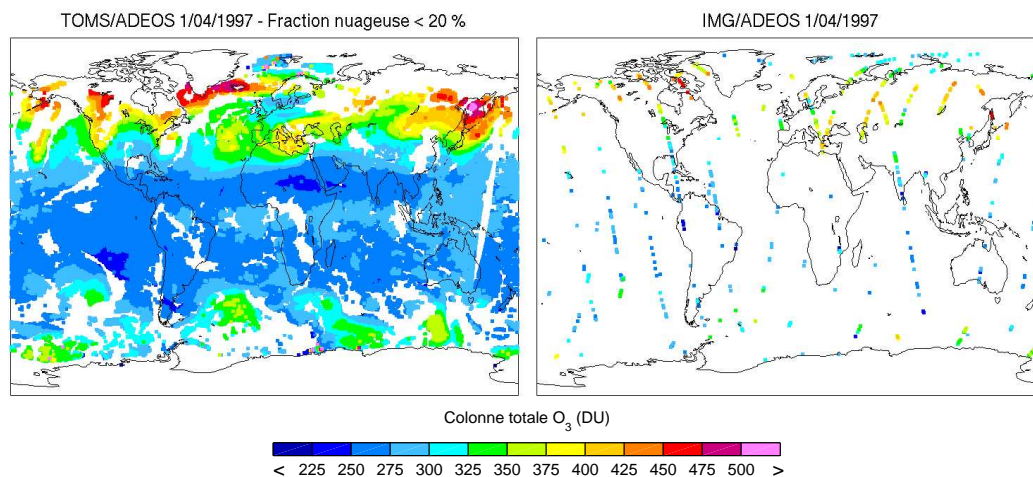 TOMS/ADEOS 1/04/1997 - Fraction nuageuse < 20 %
IMG/ADEOS 1/04/1997
Colonne totale O3 (DU)
< 225 250 275 300 325 350 375 400 425 450 475 500 >